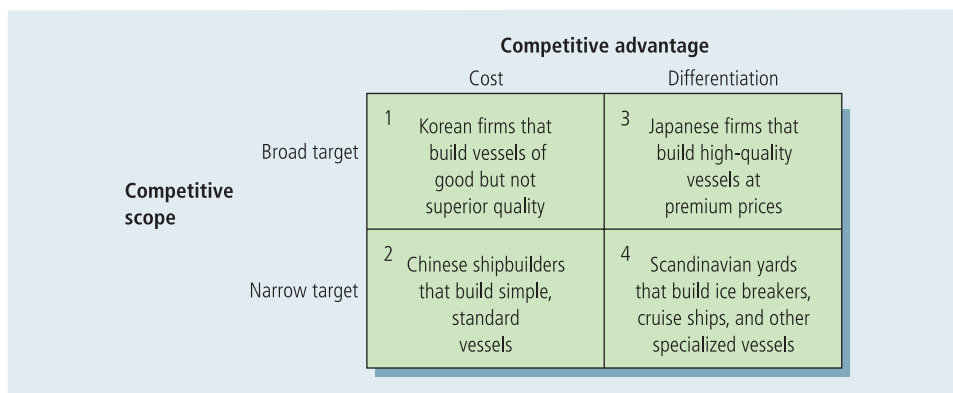 Competitive advantage
Cost
Differentiation
Competitive
scope
Broad target
1
Korean firms that
build vessels of
good but not
superior quality
3
Japanese firms that
build high-quality
vessels at
premium prices
Narrow target
2
Chinese shipbuilders
that build simple,
standard
vessels
4
Scandinavian yards
that build ice breakers,
cruise ships, and other
specialized vessels